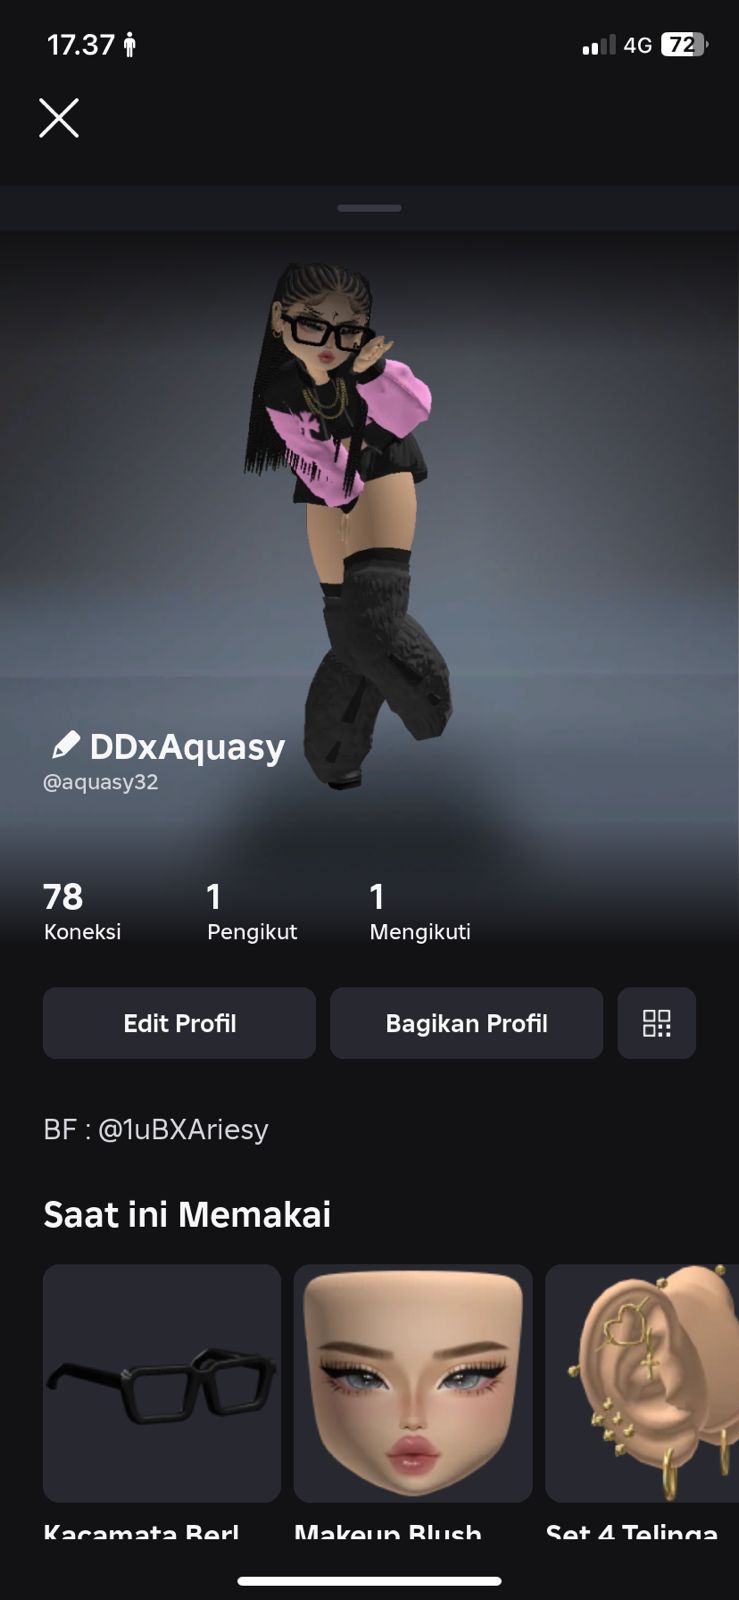 17.37
4G
72
DDxAquasy
@aquasy32
78 1 1
Koneksi Pengikut Mengikuti
Edit Profil Bagikan Profil
BF : @1uBXAriesy
Saat ini Memakai
Kacamata Berl Makeup Blush Set 4 Telinga